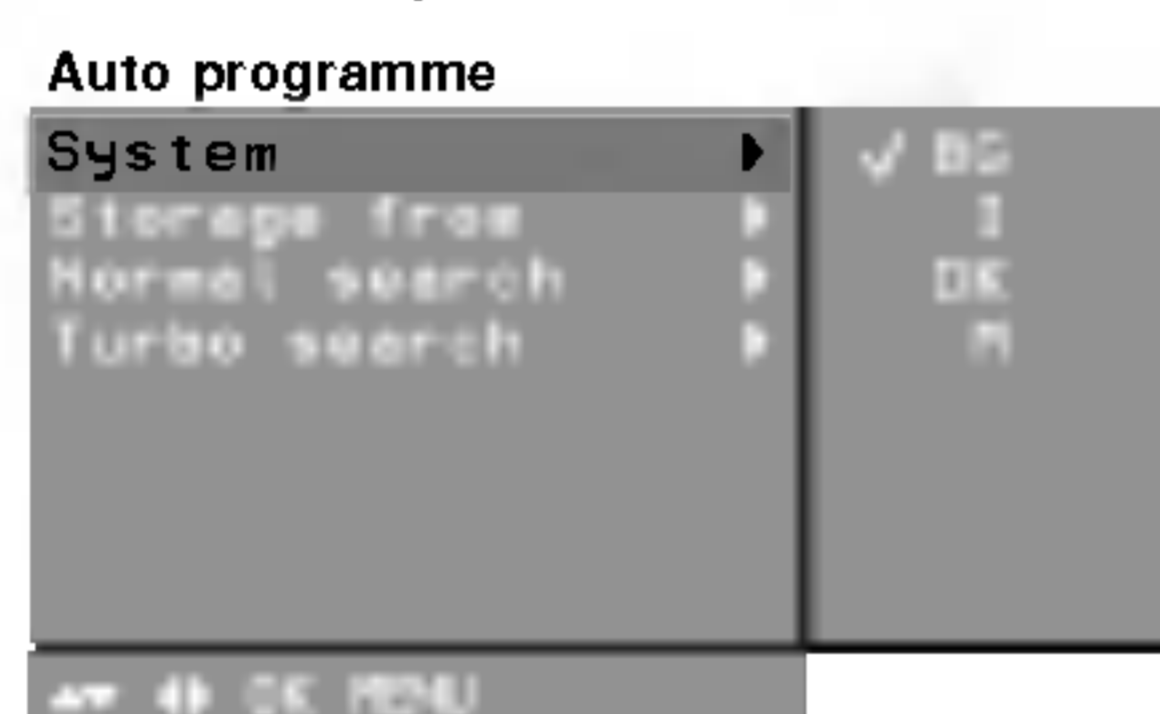 Auto programme
System
Storage from
Normal search
Turbo search
✓ BG
I
DK
M
▲▼ ◀▶ OK MENU